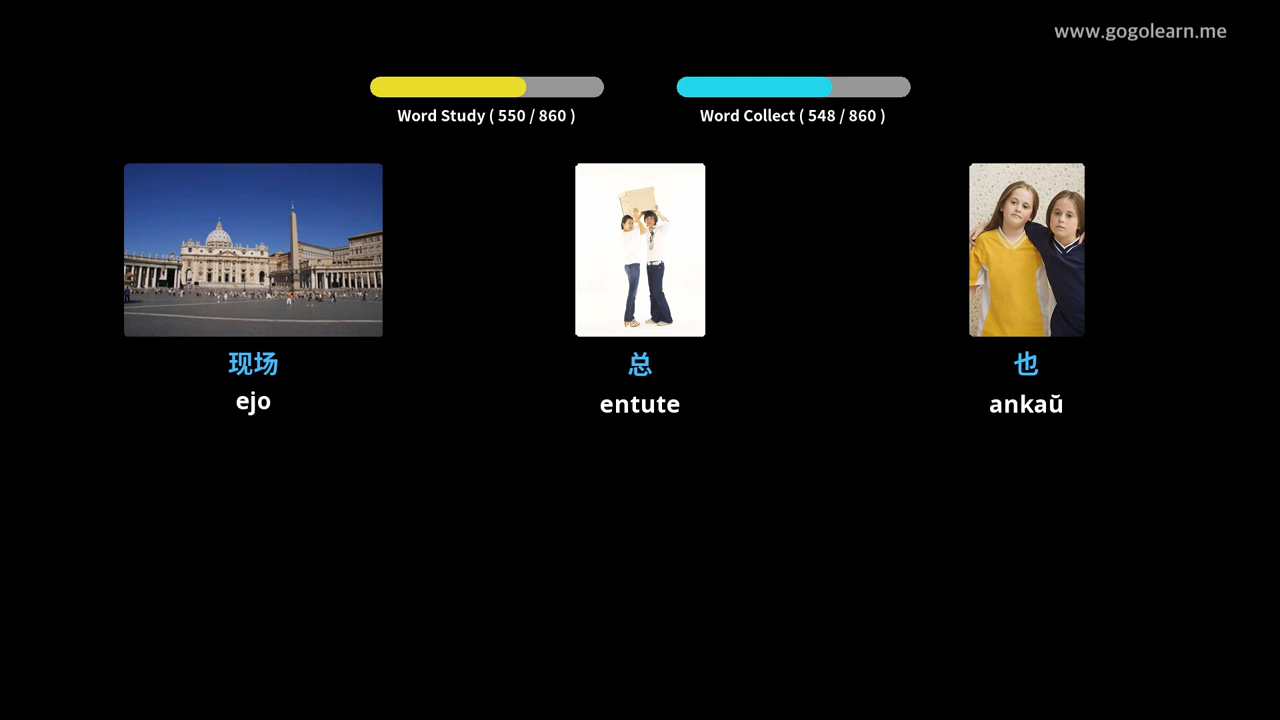 www.gogolearn.me
Word Study ( 550 / 860 )
Word Collect ( 548 / 860 )
现场
ejo
总
entute
也
ankaŭ